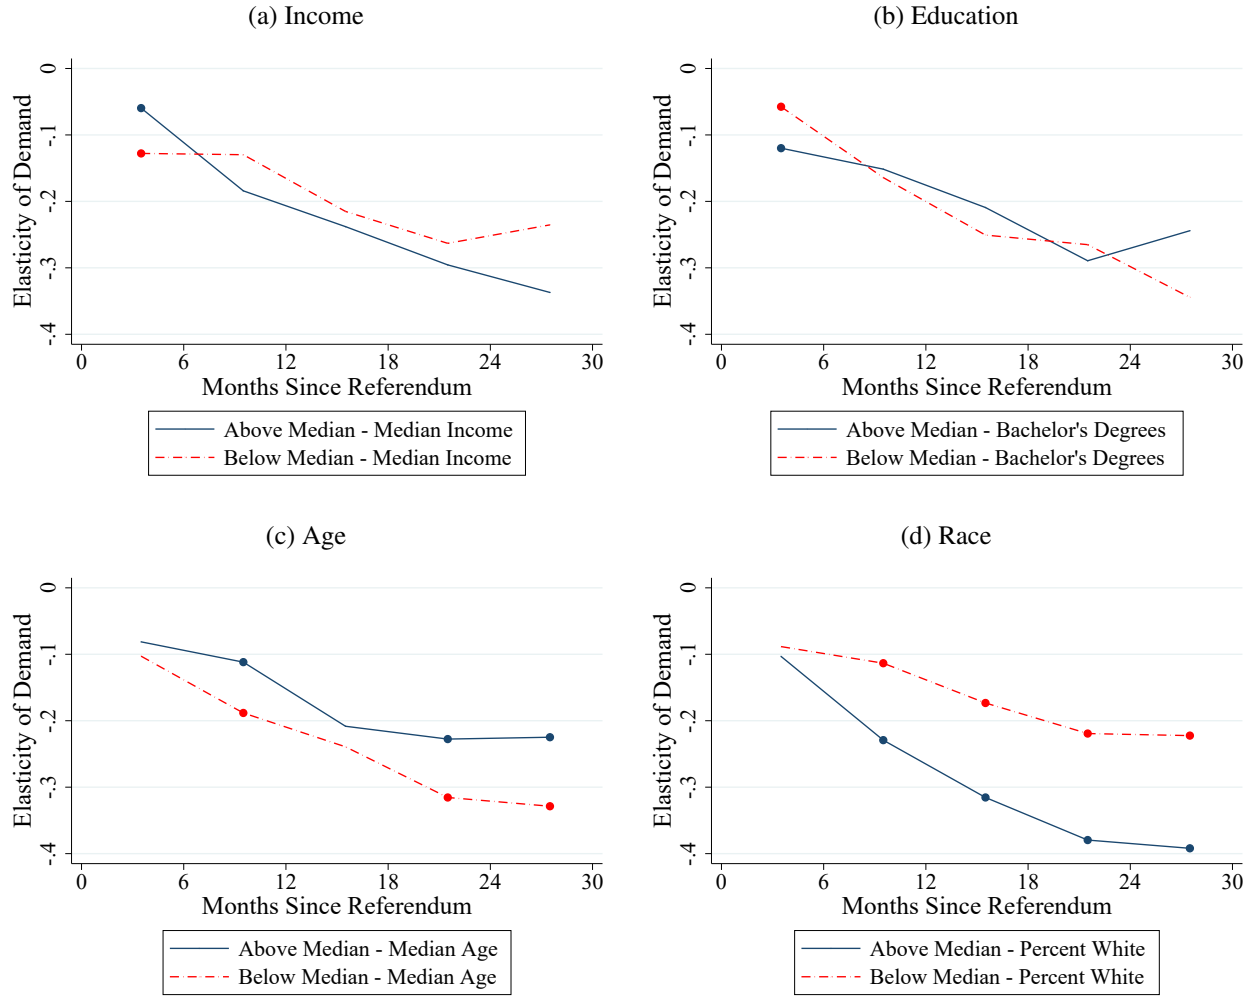 (a) Income
Elasticity of Demand
0
-.1
-.2
-.3
-.4
0 6 12 18 24 30
Months Since Referendum
Above Median - Median Income
Below Median - Median Income
(b) Education
Elasticity of Demand
0
-.1
-.2
-.3
-.4
0 6 12 18 24 30
Months Since Referendum
Above Median - Bachelor's Degrees
Below Median - Bachelor's Degrees
(c) Age
Elasticity of Demand
0
-.1
-.2
-.3
-.4
0 6 12 18 24 30
Months Since Referendum
Above Median - Median Age
Below Median - Median Age
(d) Race
Elasticity of Demand
0
-.1
-.2
-.3
-.4
0 6 12 18 24 30
Months Since Referendum
Above Median - Percent White
Below Median - Percent White